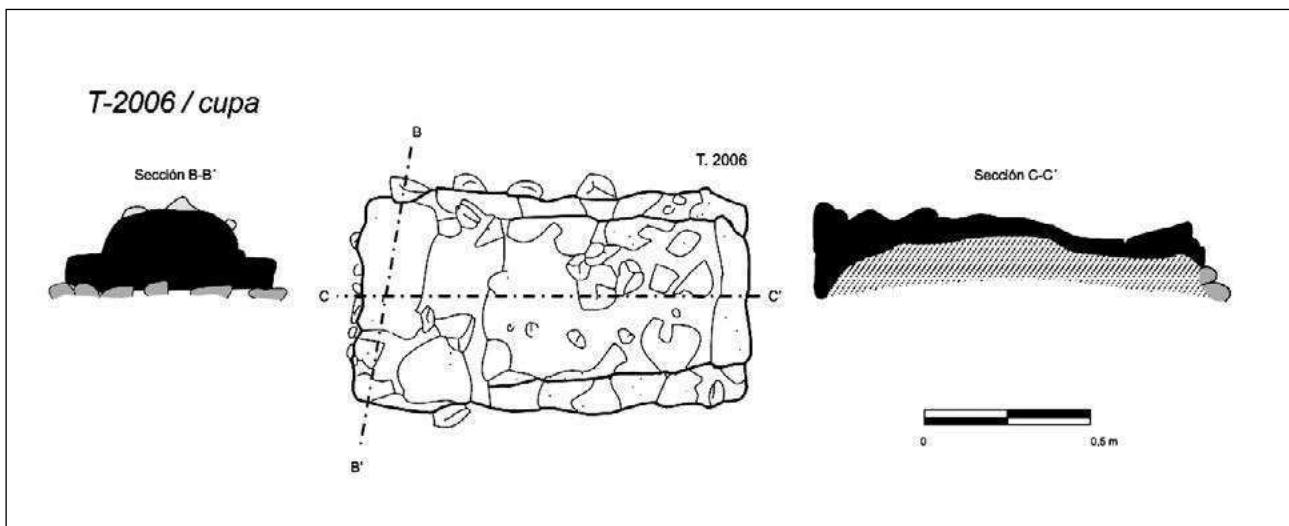 T-2006 / cupa
Sección B-B´
B
T. 2006
Sección C-C´
C
C'
B'
0
0,5 m